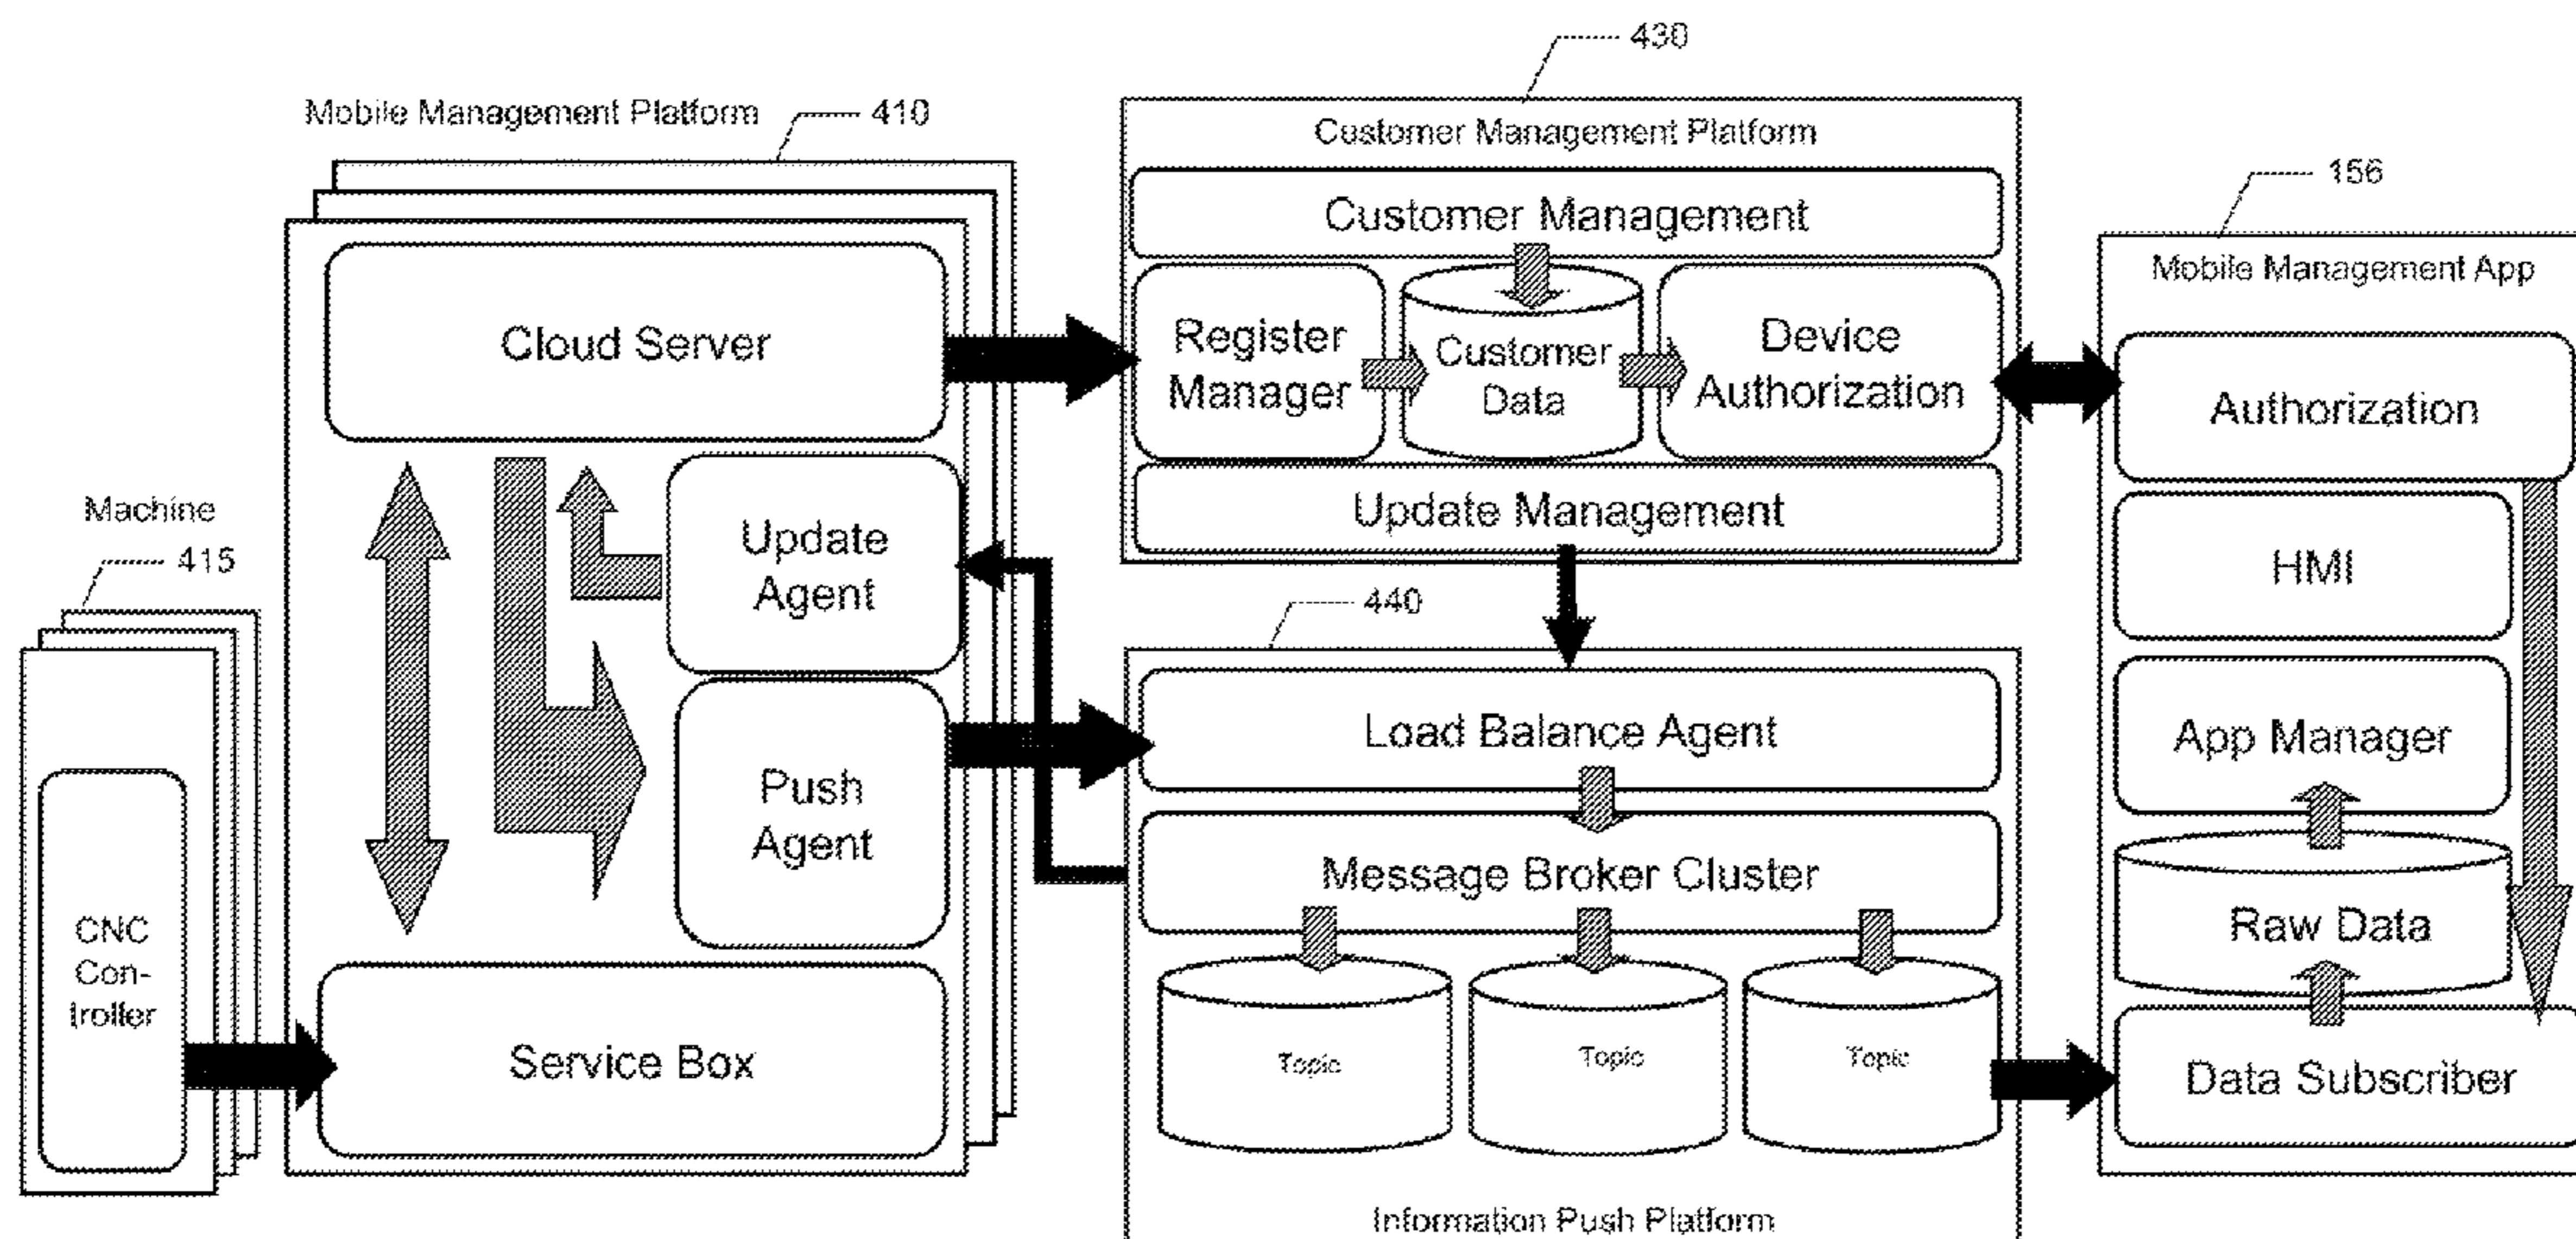 430
Mobile Management Platform
410
Customer Management Platform
156
Customer Management
Mobile Management App
Cloud Server
Register
Manager
Customer
Data
Device
Authorization
Authorization
Machine
415
Update
Agent
Update Management
HMI
440
Push
Agent
Load Balance Agent
App Manager
Message Broker Cluster
CNC
Con-
troller
Raw Data
Service Box
Topic
Topic
Topic
Data Subscriber
Information Push Platform